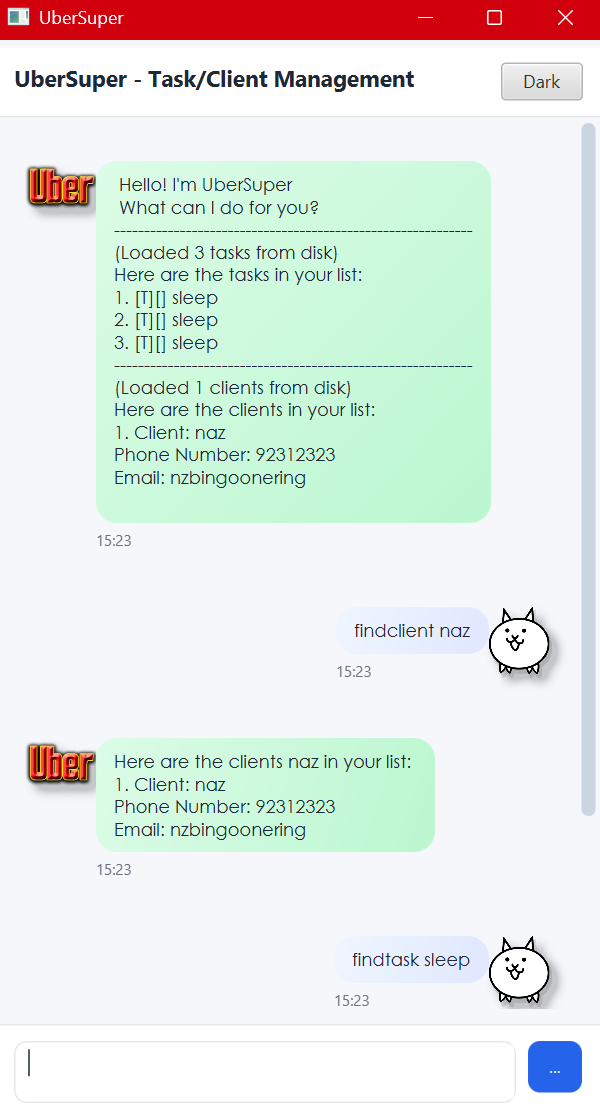 UberSuper
UberSuper - Task/Client Management
Dark
Uber
Hello! I'm UberSuper
What can I do for you?
------------------------------------------------------------
(Loaded 3 tasks from disk)
Here are the tasks in your list:
1. [T][] sleep
2. [T][] sleep
3. [T][] sleep
------------------------------------------------------------
(Loaded 1 clients from disk)
Here are the clients in your list:
1. Client: naz
Phone Number: 92312323
Email: nzbingoonering
15:23
findclient naz
15:23
Uber
Here are the clients naz in your list:
1. Client: naz
Phone Number: 92312323
Email: nzbingoonering
15:23
findtask sleep
15:23
...